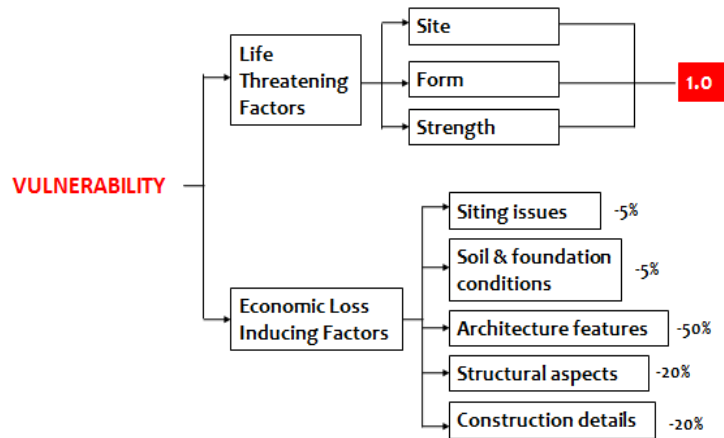 Life
Threatening
Factors
Site
Form
Strength
1.0
VULNERABILITY
Economic Loss
Inducing Factors
Siting issues -5%
Soil & foundation
conditions -5%
Architecture features -50%
Structural aspects -20%
Construction details -20%